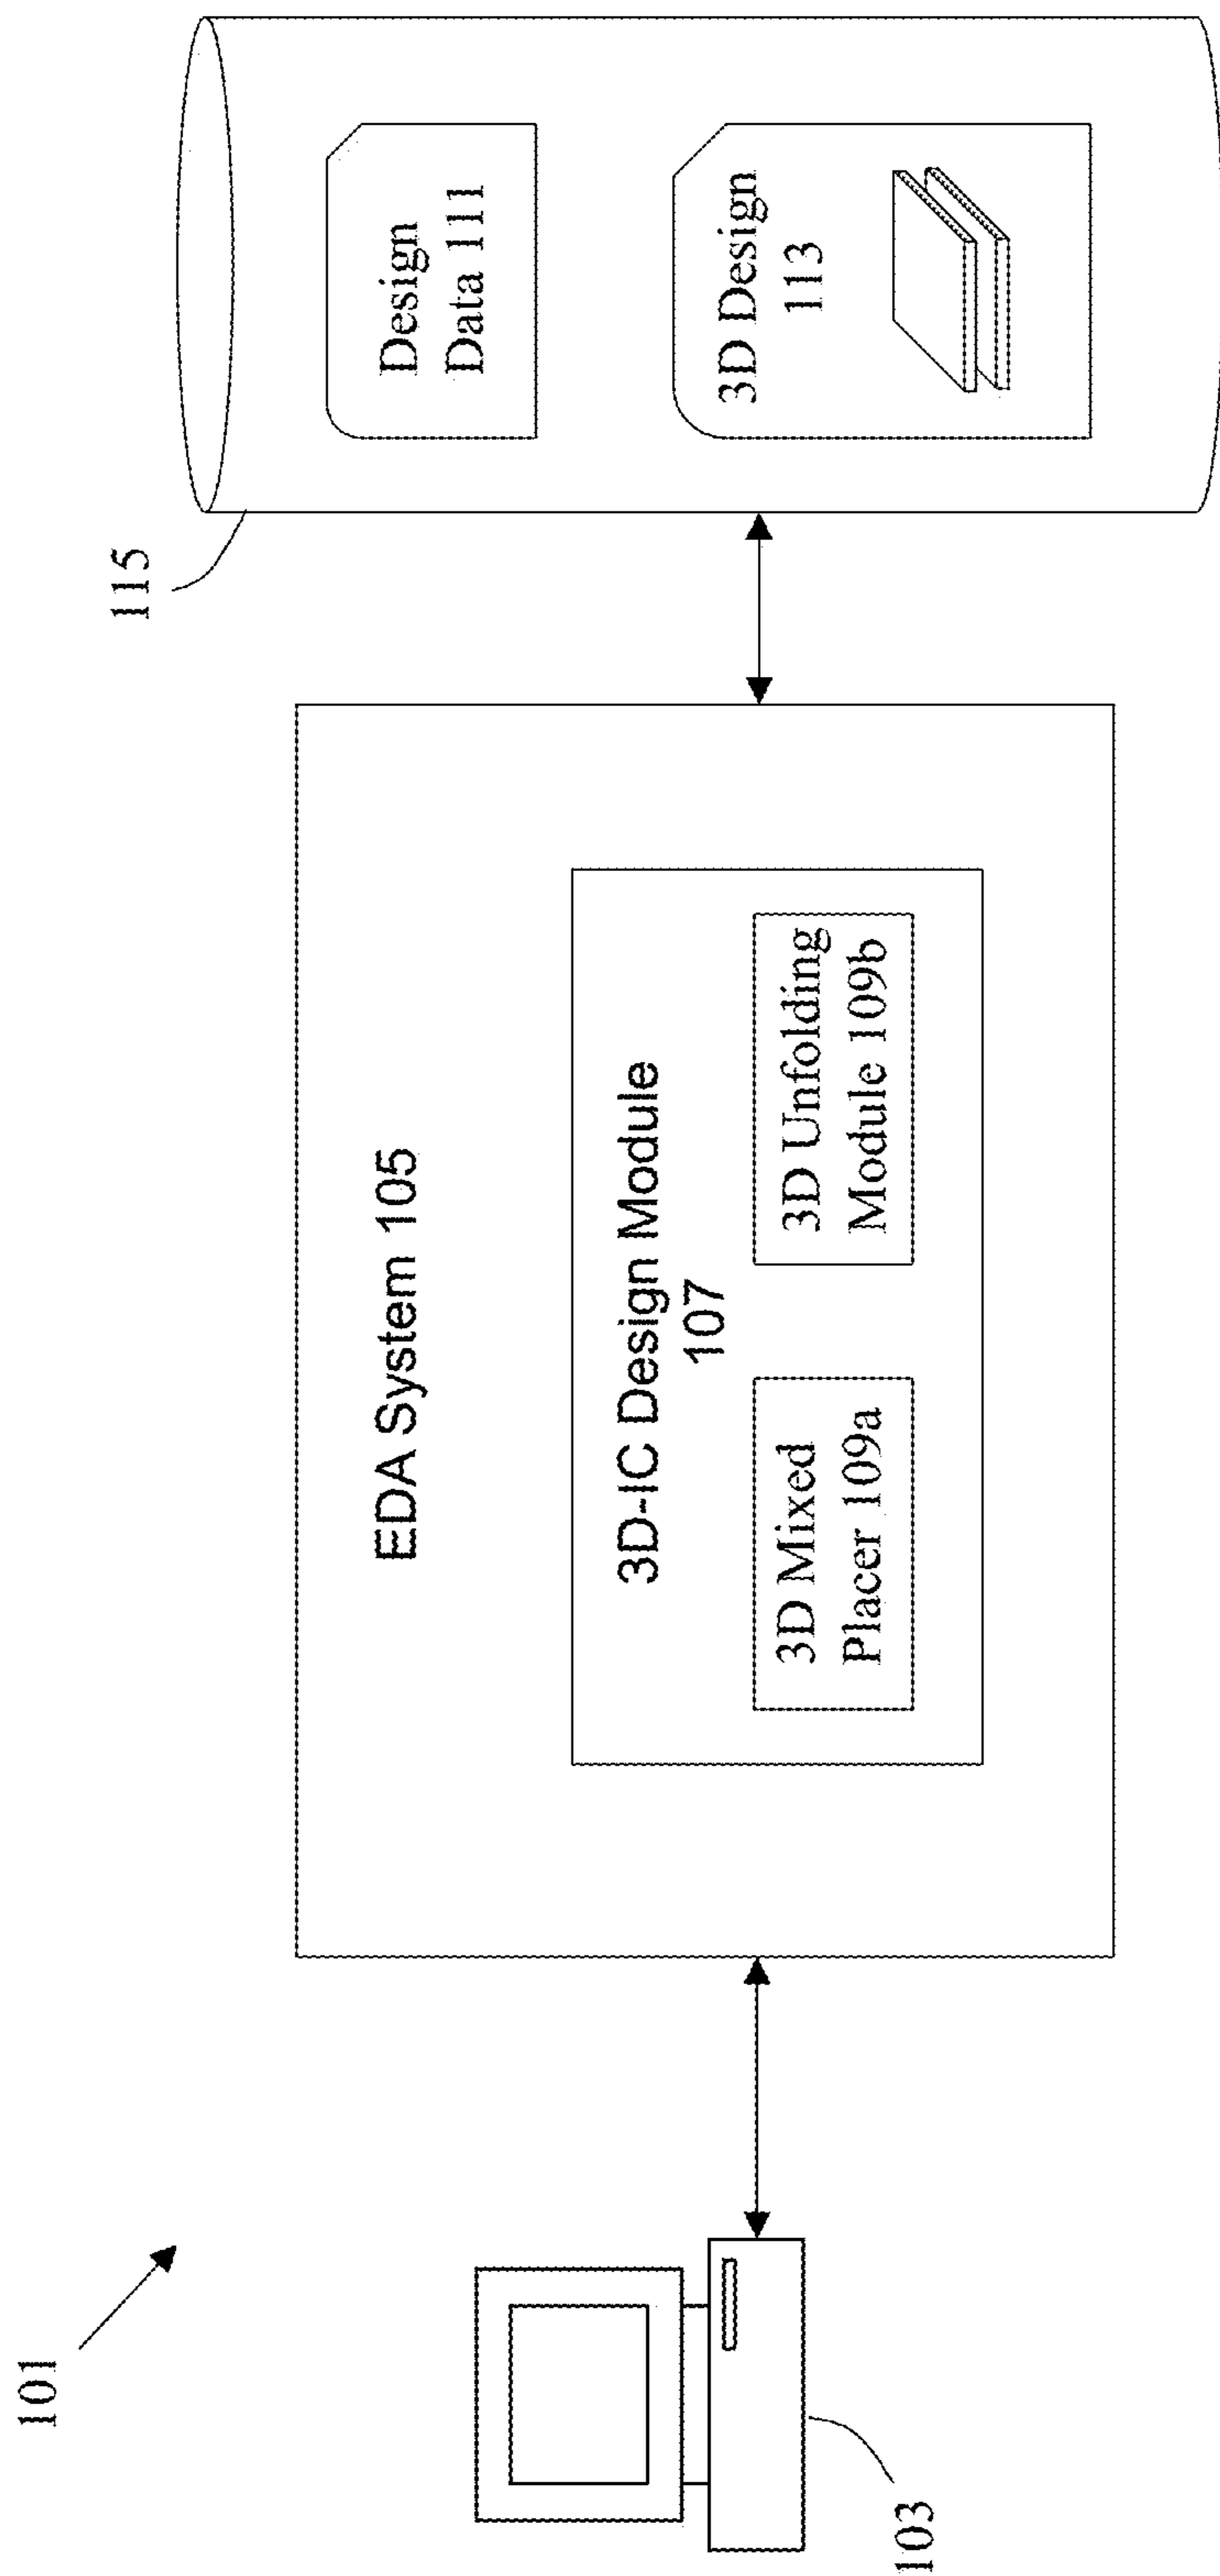 101
103
EDA System 105
3D-IC Design Module
107
3D Mixed
Placer 109a
3D Unfolding
Module 109b
115
Design
Data 111
3D Design
113